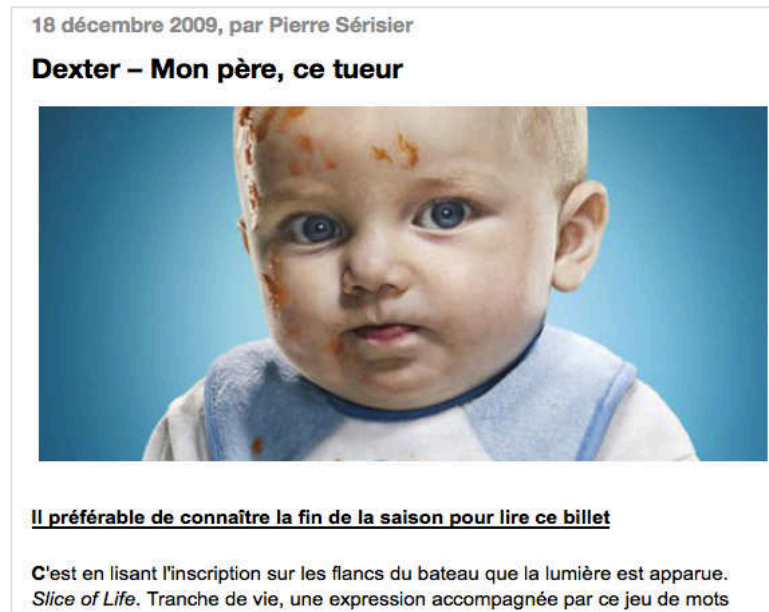 18 décembre 2009, par Pierre Sérisier
Dexter – Mon père, ce tueur
Il préférable de connaître la fin de la saison pour lire ce billet
C'est en lisant l'inscription sur les flancs du bateau que la lumière est apparue.
Slice of Life. Tranche de vie, une expression accompagnée par ce jeu de mots